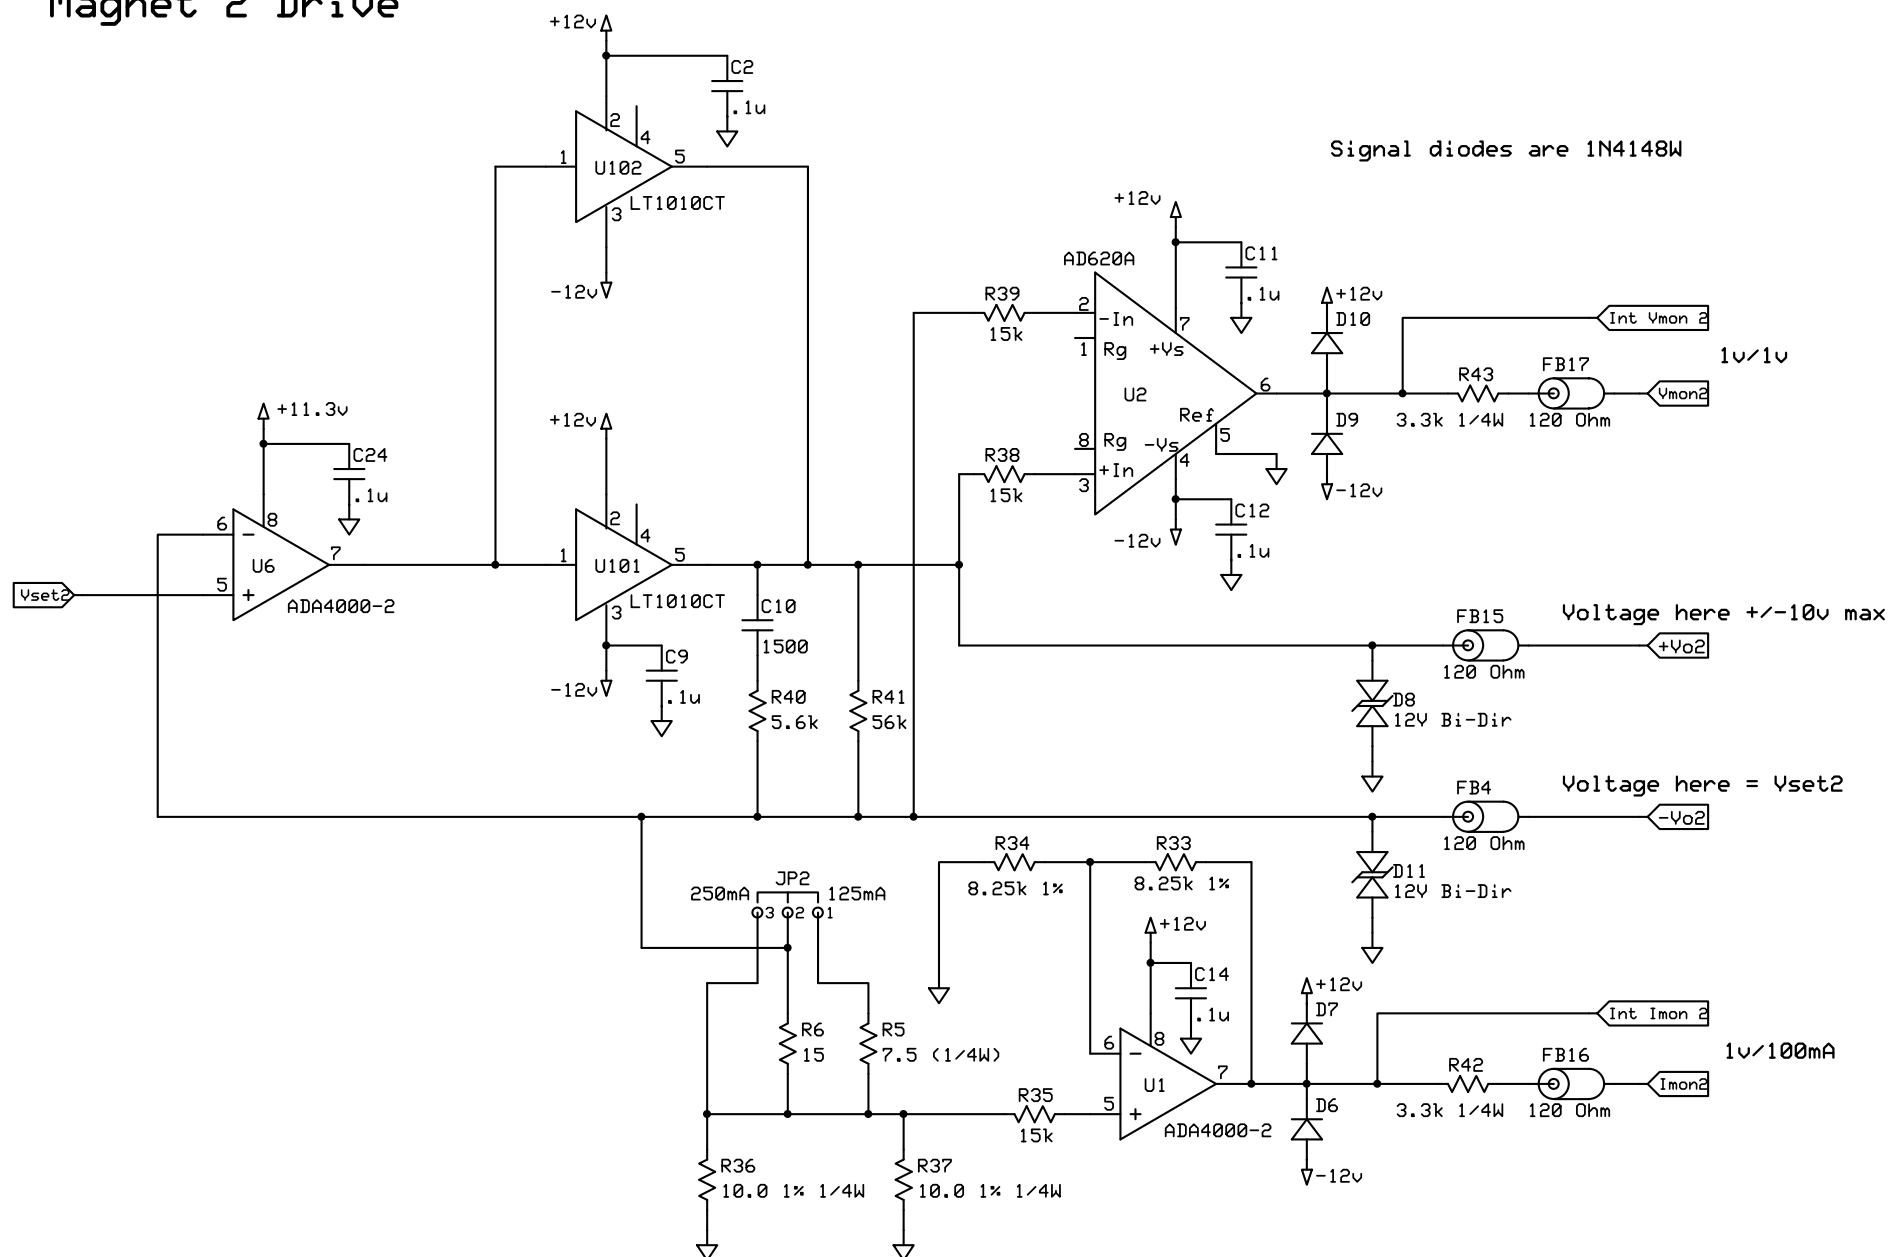 Magnet 2 Drive
+12v
C2
.1u
2
4
1
U102
5
LT1010CT
3
-12v
Signal diodes are 1N4148W
+12v
C11
.1u
AD620A
R39
15k
2
-In
7
1
Rg
+Vs
U2
6
Ref
5
8
Rg
-Vs
4
R38
15k
+In
3
C12
.1u
-12v
+12v
D10
D9
-12v
Int Vmon 2
1v/1v
R43
3.3k 1/4W
FB17
120 Ohm
Vmon2
+11.3v
C24
.1u
8
6
-
7
U6
5
+
ADA4000-2
Vset2
+12v
2
4
1
U101
5
LT1010CT
3
-12v
C9
.1u
C10
1500
R40
5.6k
R41
56k
Voltage here +/-10v max
FB15
120 Ohm
+Vo2
D8
12V Bi-Dir
Voltage here = Vset2
FB4
120 Ohm
-Vo2
D11
12V Bi-Dir
R34
8.25k 1%
R33
8.25k 1%
JP2
250mA
125mA
3
2
1
R6
15
R5
7.5 (1/4W)
+12v
C14
.1u
8
6
-
7
U1
5
+
ADA4000-2
R35
15k
+12v
D7
D6
-12v
Int Imon 2
1v/100mA
R42
3.3k 1/4W
FB16
120 Ohm
Imon2
R36
10.0 1% 1/4W
R37
10.0 1% 1/4W